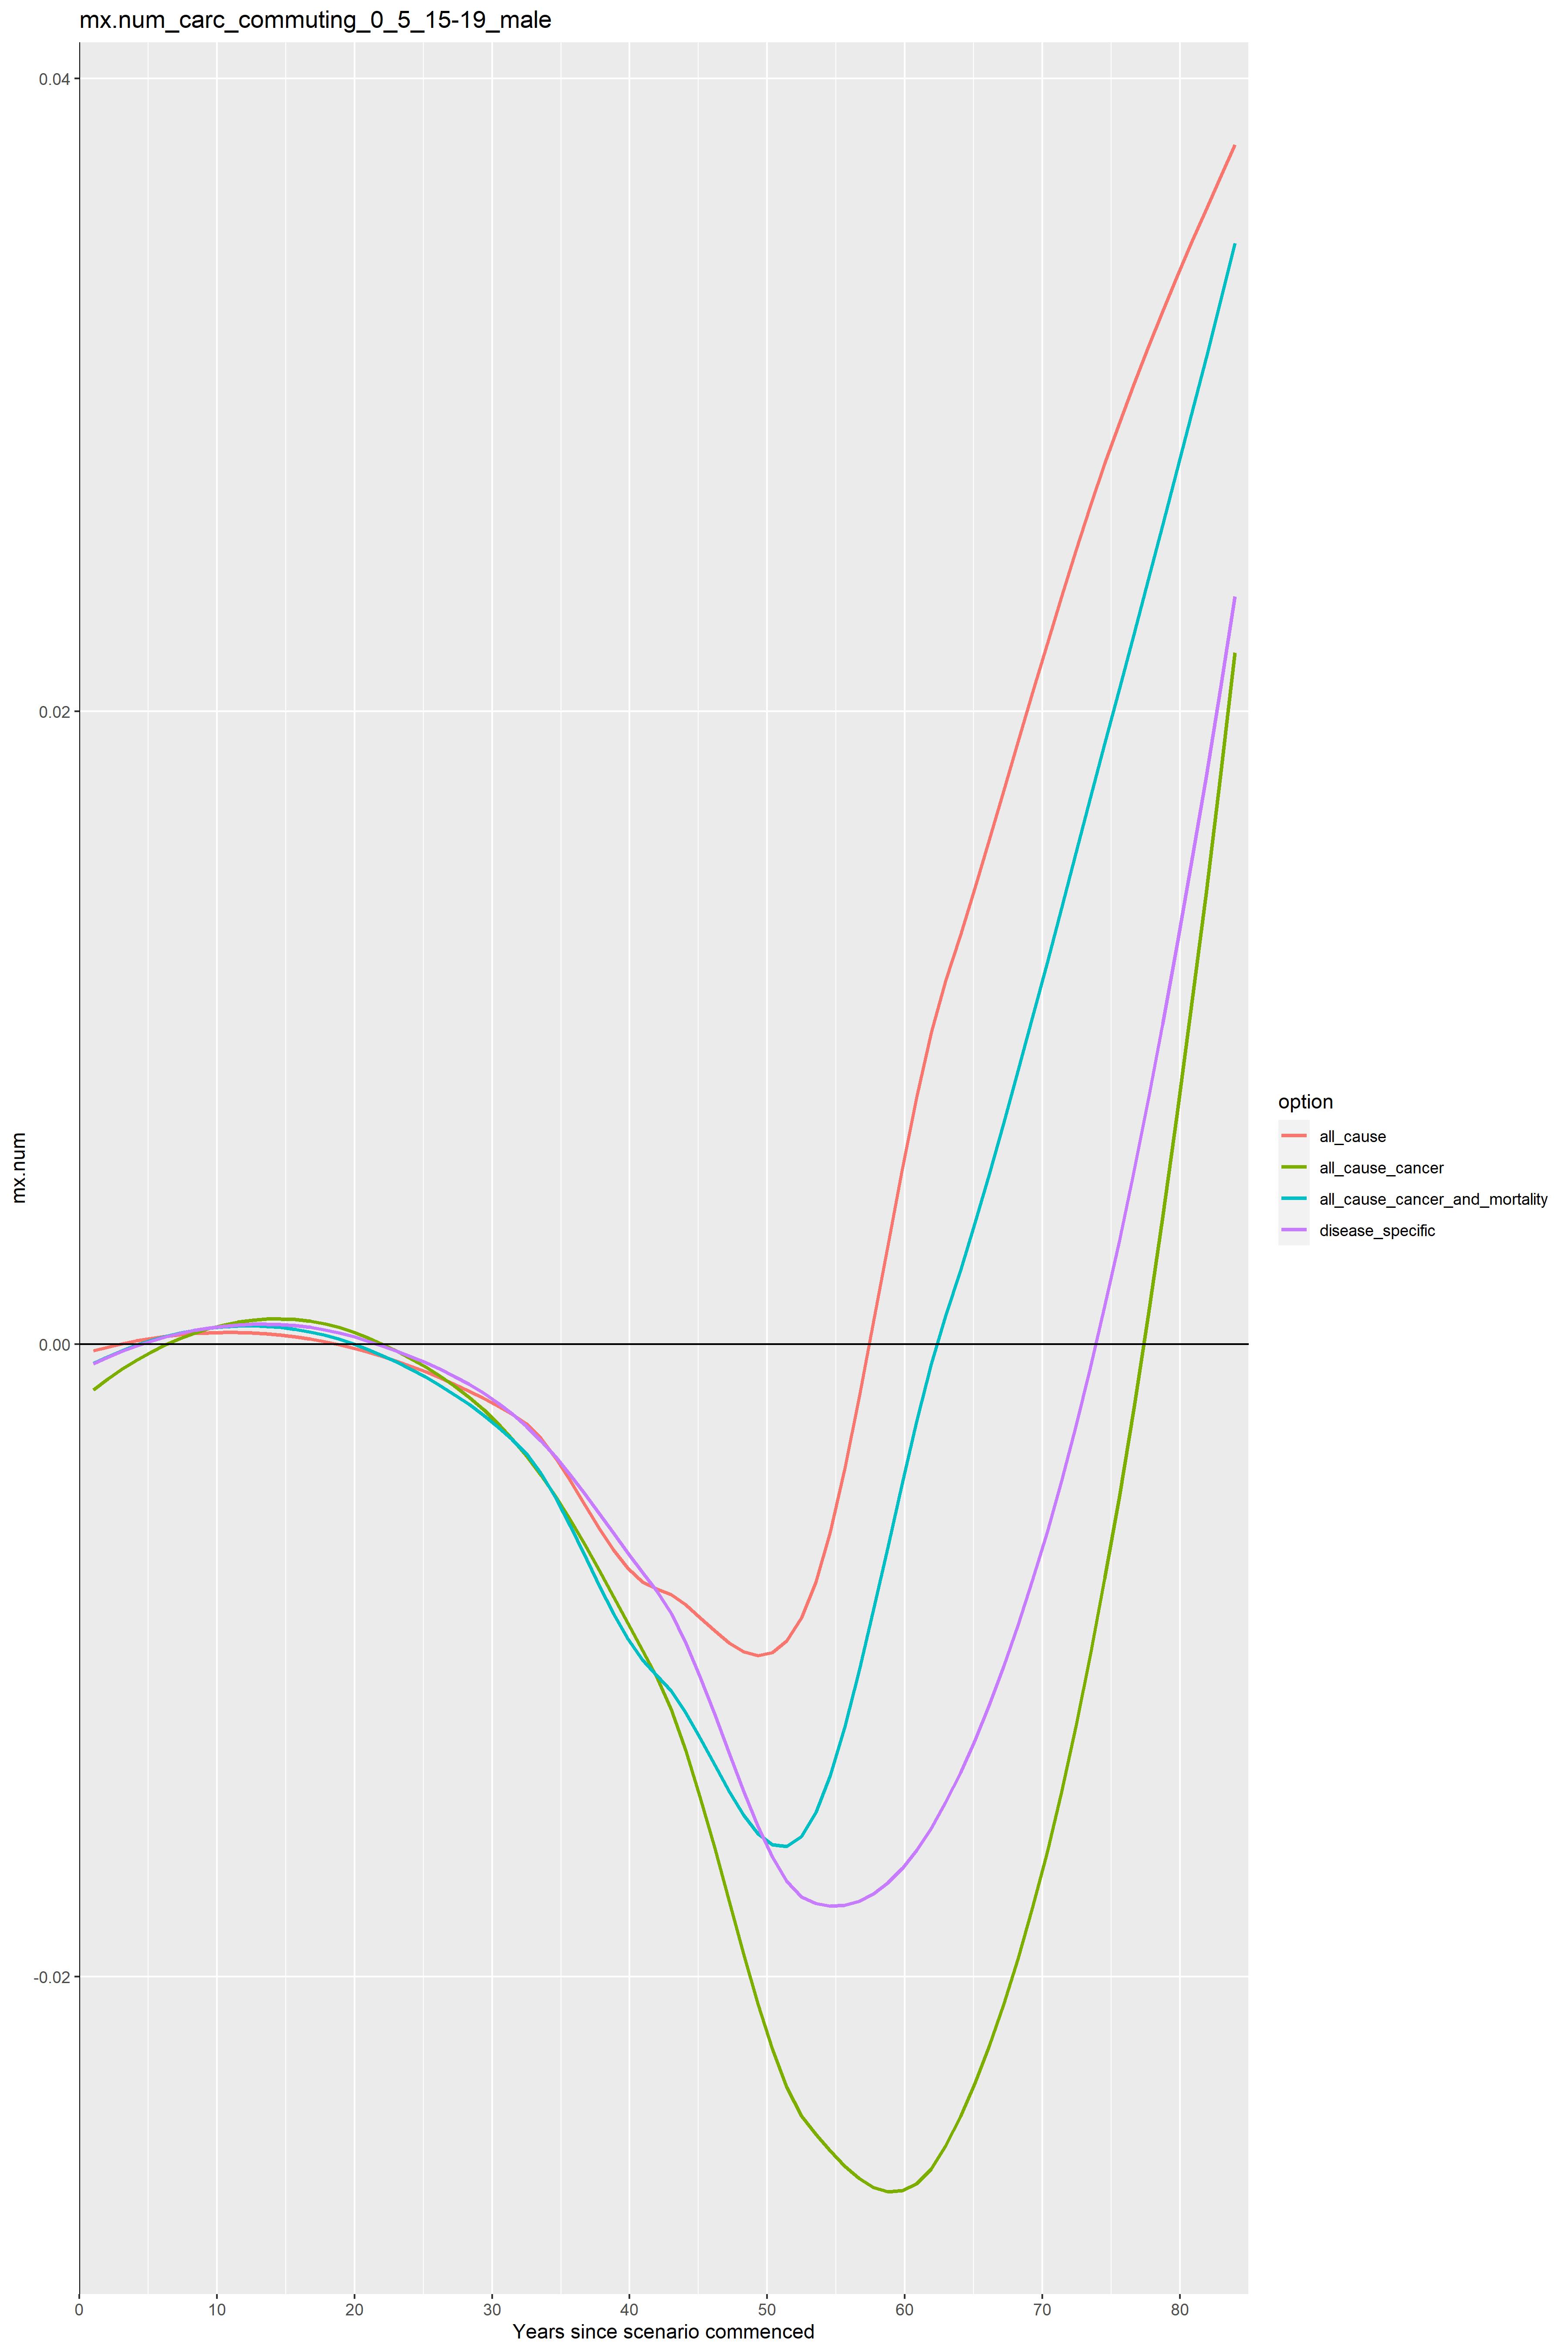 mx.num_carc_commuting_0_5_15-19_male
0.04
0.02
0.00
-0.02
mx.num
0 10 20 30 40 50 60 70 80
Years since scenario commenced
option
all_cause
all_cause_cancer
all_cause_cancer_and_mortality
disease_specific